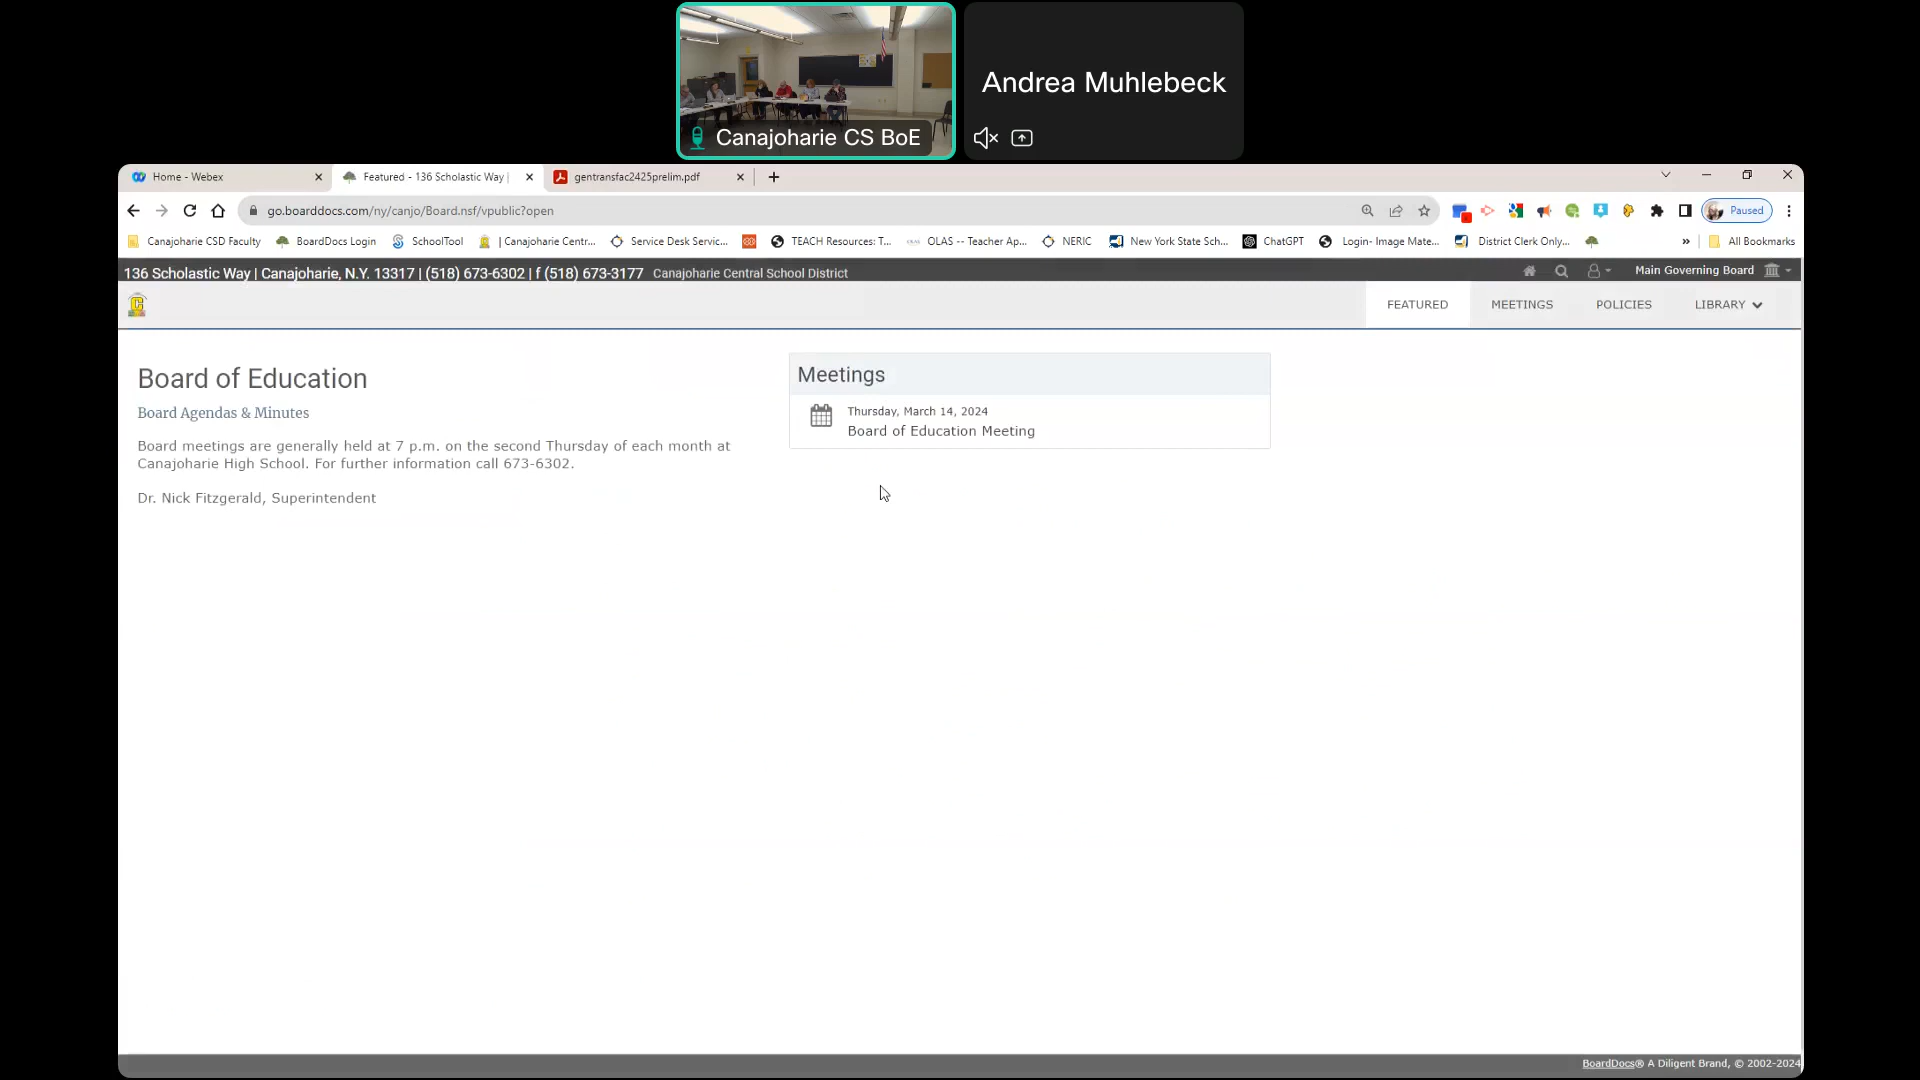 Canajoharie CS BoE
Andrea Muhlebeck
Home - Webex
Featured - 136 Scholastic Way |
gentransfac2425prelim.pdf
go.boarddocs.com/ny/canjo/Board.nsf/vpublic?open
Paused
Canajoharie CSD Faculty
BoardDocs Login
SchoolTool
| Canajoharie Centr...
Service Desk Servic...
TEACH Resources: T...
OLAS -- Teacher Ap...
NERIC
New York State Sch...
ChatGPT
Login- Image Mate...
District Clerk Only...
»
All Bookmarks
136 Scholastic Way | Canajoharie, N.Y. 13317 | (518) 673-6302 | f (518) 673-3177 Canajoharie Central School District
Main Governing Board
C
FEATURED
MEETINGS
POLICIES
LIBRARY
Board of Education
Board Agendas & Minutes
Board meetings are generally held at 7 p.m. on the second Thursday of each month at
Canajoharie High School. For further information call 673-6302.
Dr. Nick Fitzgerald, Superintendent
Meetings
Thursday, March 14, 2024
Board of Education Meeting
BoardDocs® A Diligent Brand, © 2002-2024